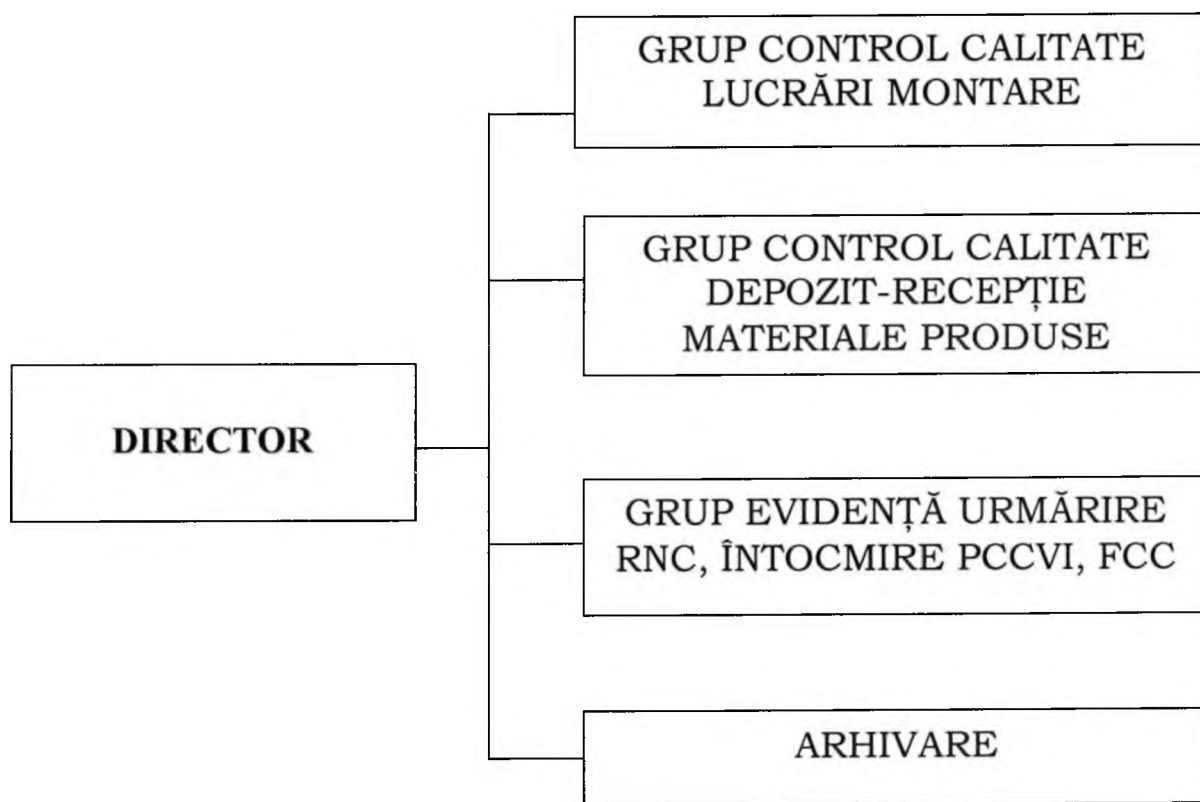 GRUP CONTROL CALITATE
LUCRĂRI MONTARE
GRUP CONTROL CALITATE
DEPOZIT-RECEPȚIE
MATERIALE PRODUSE
DIRECTOR
GRUP EVIDENȚĂ URMĂRIRE
RNC, ÎNTOCMIRE PCCVI, FCC
ARHIVARE